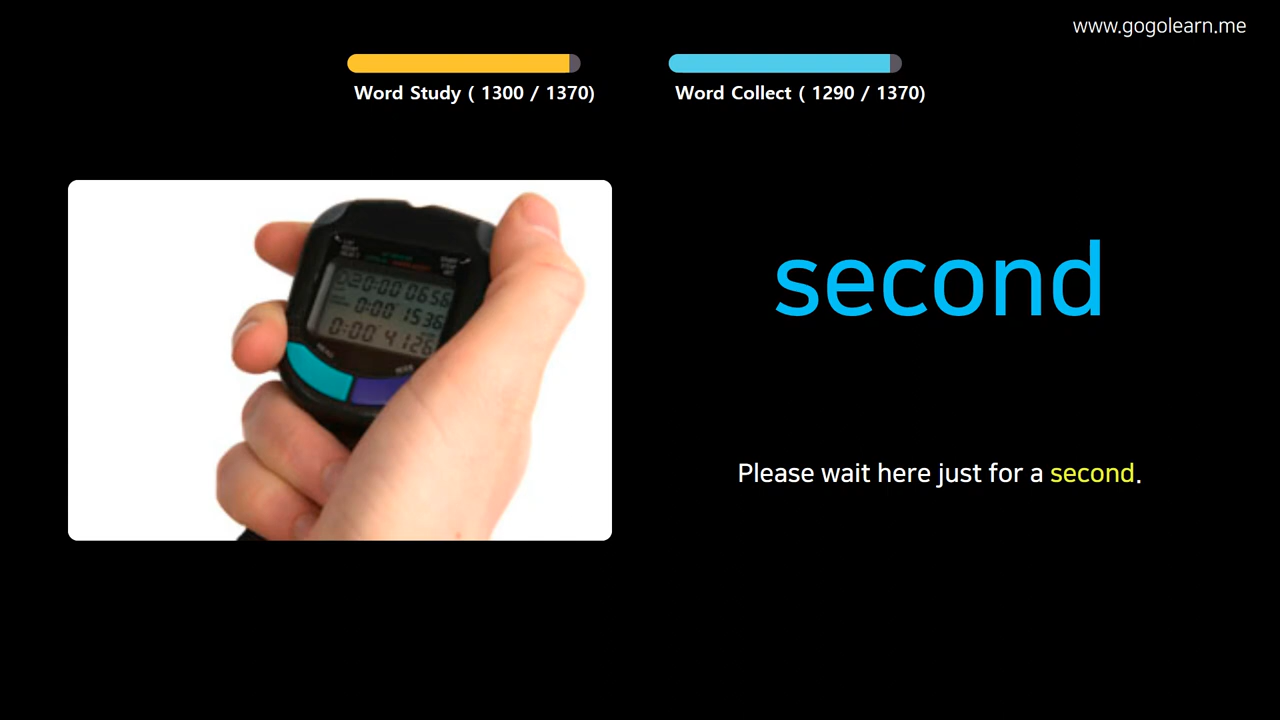 www.gogolearn.me
Word Study ( 1300 / 1370)
Word Collect ( 1290 / 1370)
second
Please wait here just for a second.